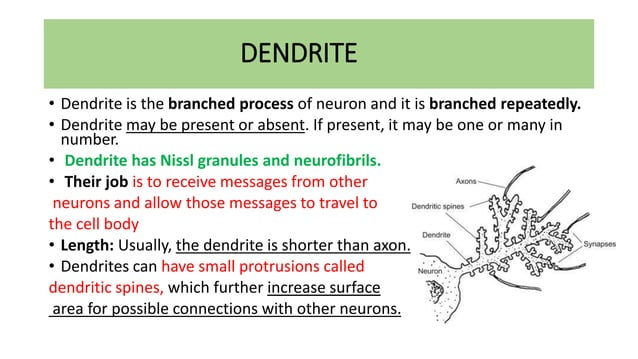 DENDRITE
• Dendrite is the branched process of neuron and it is branched repeatedly.
• Dendrite may be present or absent. If present, it may be one or many in
number.
• Dendrite has Nissl granules and neurofibrils.
• Their job is to receive messages from other
neurons and allow those messages to travel to
the cell body
• Length: Usually, the dendrite is shorter than axon.
• Dendrites can have small protrusions called
dendritic spines, which further increase surface
area for possible connections with other neurons.
Axons
Dendritic spines
Dendrite
Synapses
Neuron